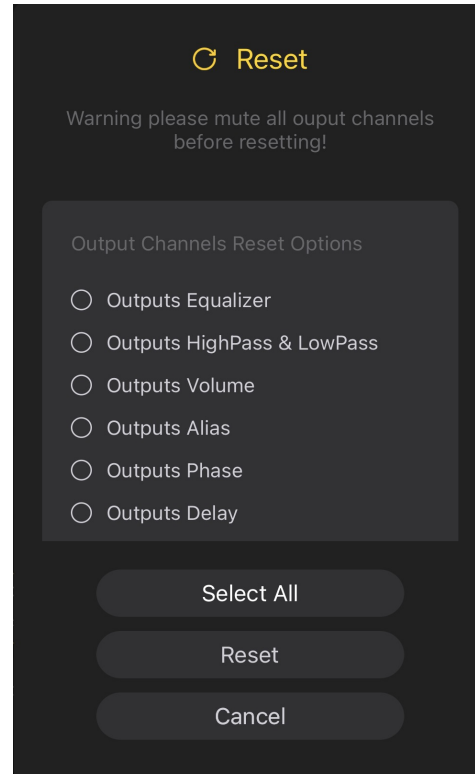 Reset
Warning please mute all ouput channels
before resetting!
Output Channels Reset Options
Outputs Equalizer
Outputs HighPass & LowPass
Outputs Volume
Outputs Alias
Outputs Phase
Outputs Delay
Select All
Reset
Cancel